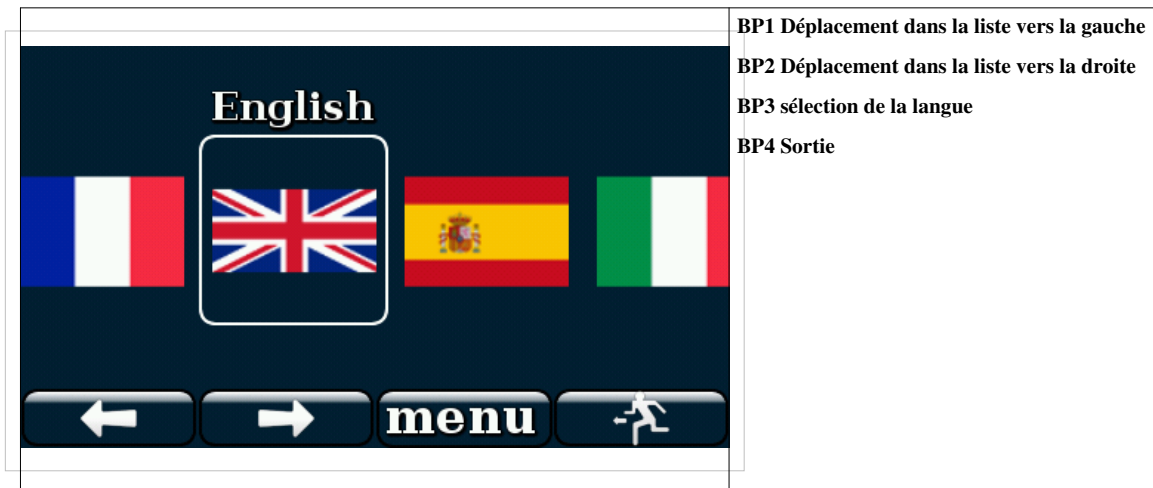 BP1 Déplacement dans la liste vers la gauche
BP2 Déplacement dans la liste vers la droite
BP3 sélection de la langue
BP4 Sortie
English
menu